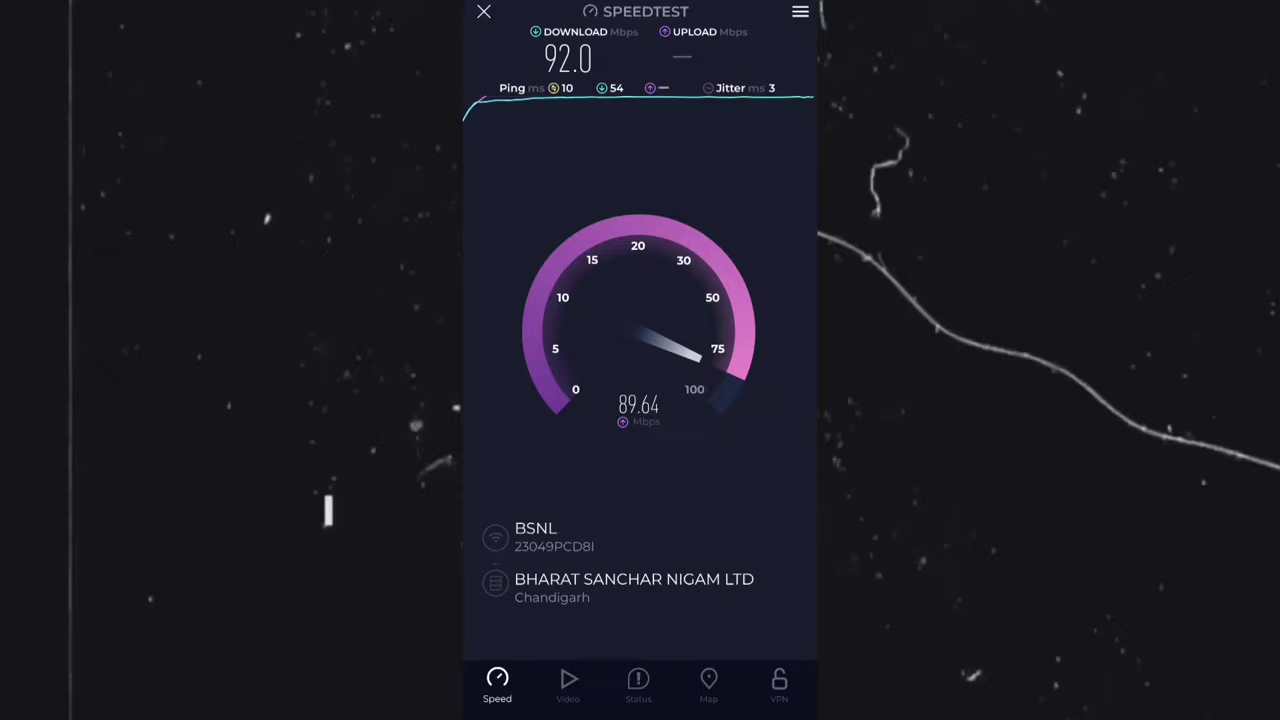 SPEEDTEST
DOWNLOAD Mbps UPLOAD Mbps
92.0 —
Ping ms 10 54 — Jitter ms 3
20
15 30
10 50
5 75
0 100
89.64
Mbps
BSNL
23049PCD8I
BHARAT SANCHAR NIGAM LTD
Chandigarh
Speed Video Status Map VPN